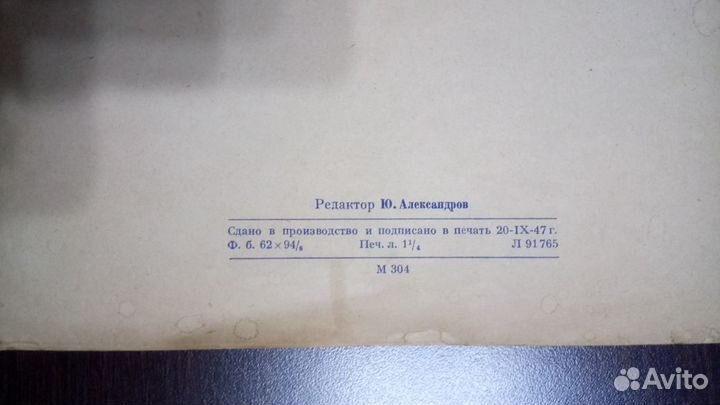 Редактор Ю. Александров
Сдано в производство и подписано в печать 20-IX-47 г.
Ф. б. 62×94/8 Печ. л. 1¹/₄ Л 91765
М 304
Avito